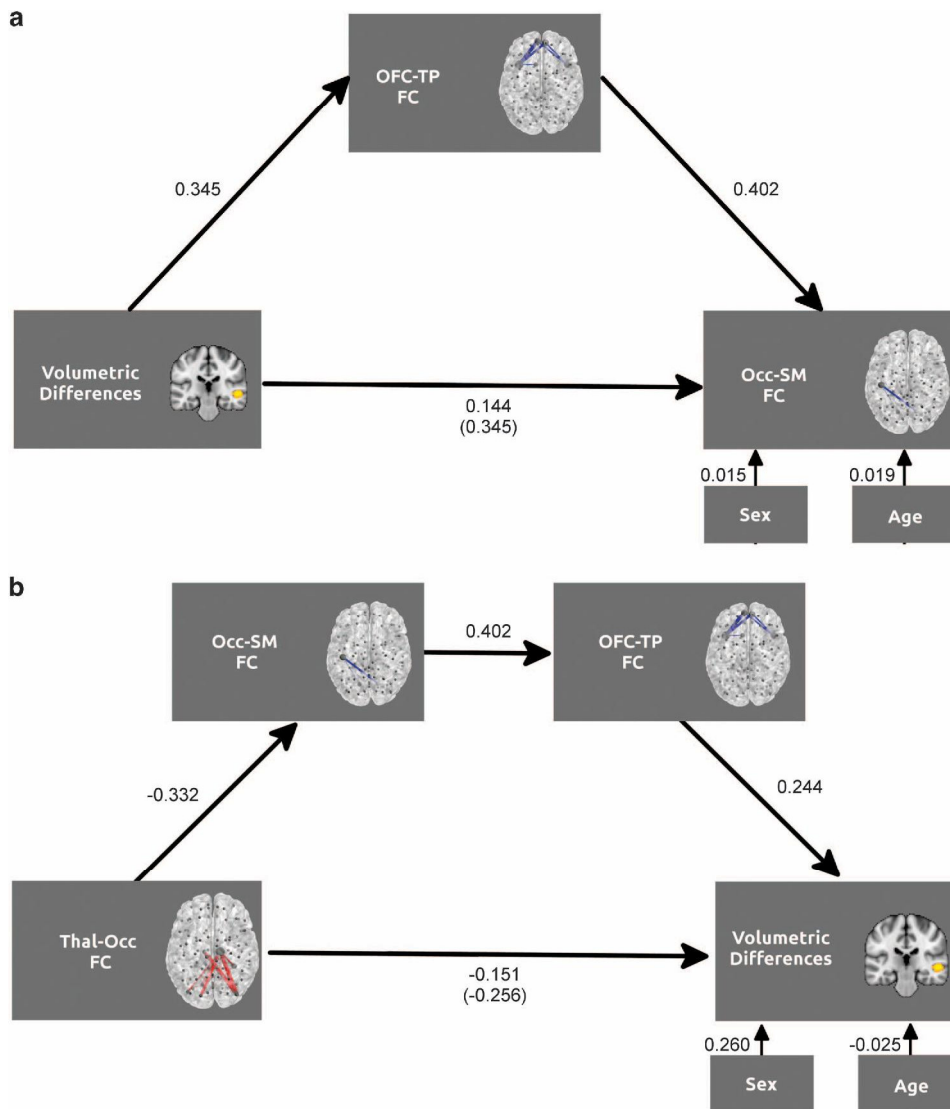 a
OFC-TP
FC
0.345
0.402
Volumetric
Differences
Occ-SM
FC
0.144
(0.345)
0.015
0.019
Sex
Age
b
Occ-SM
FC
0.402
OFC-TP
FC
-0.332
0.244
Thal-Occ
FC
Volumetric
Differences
-0.151
(-0.256)
0.260
-0.025
Sex
Age